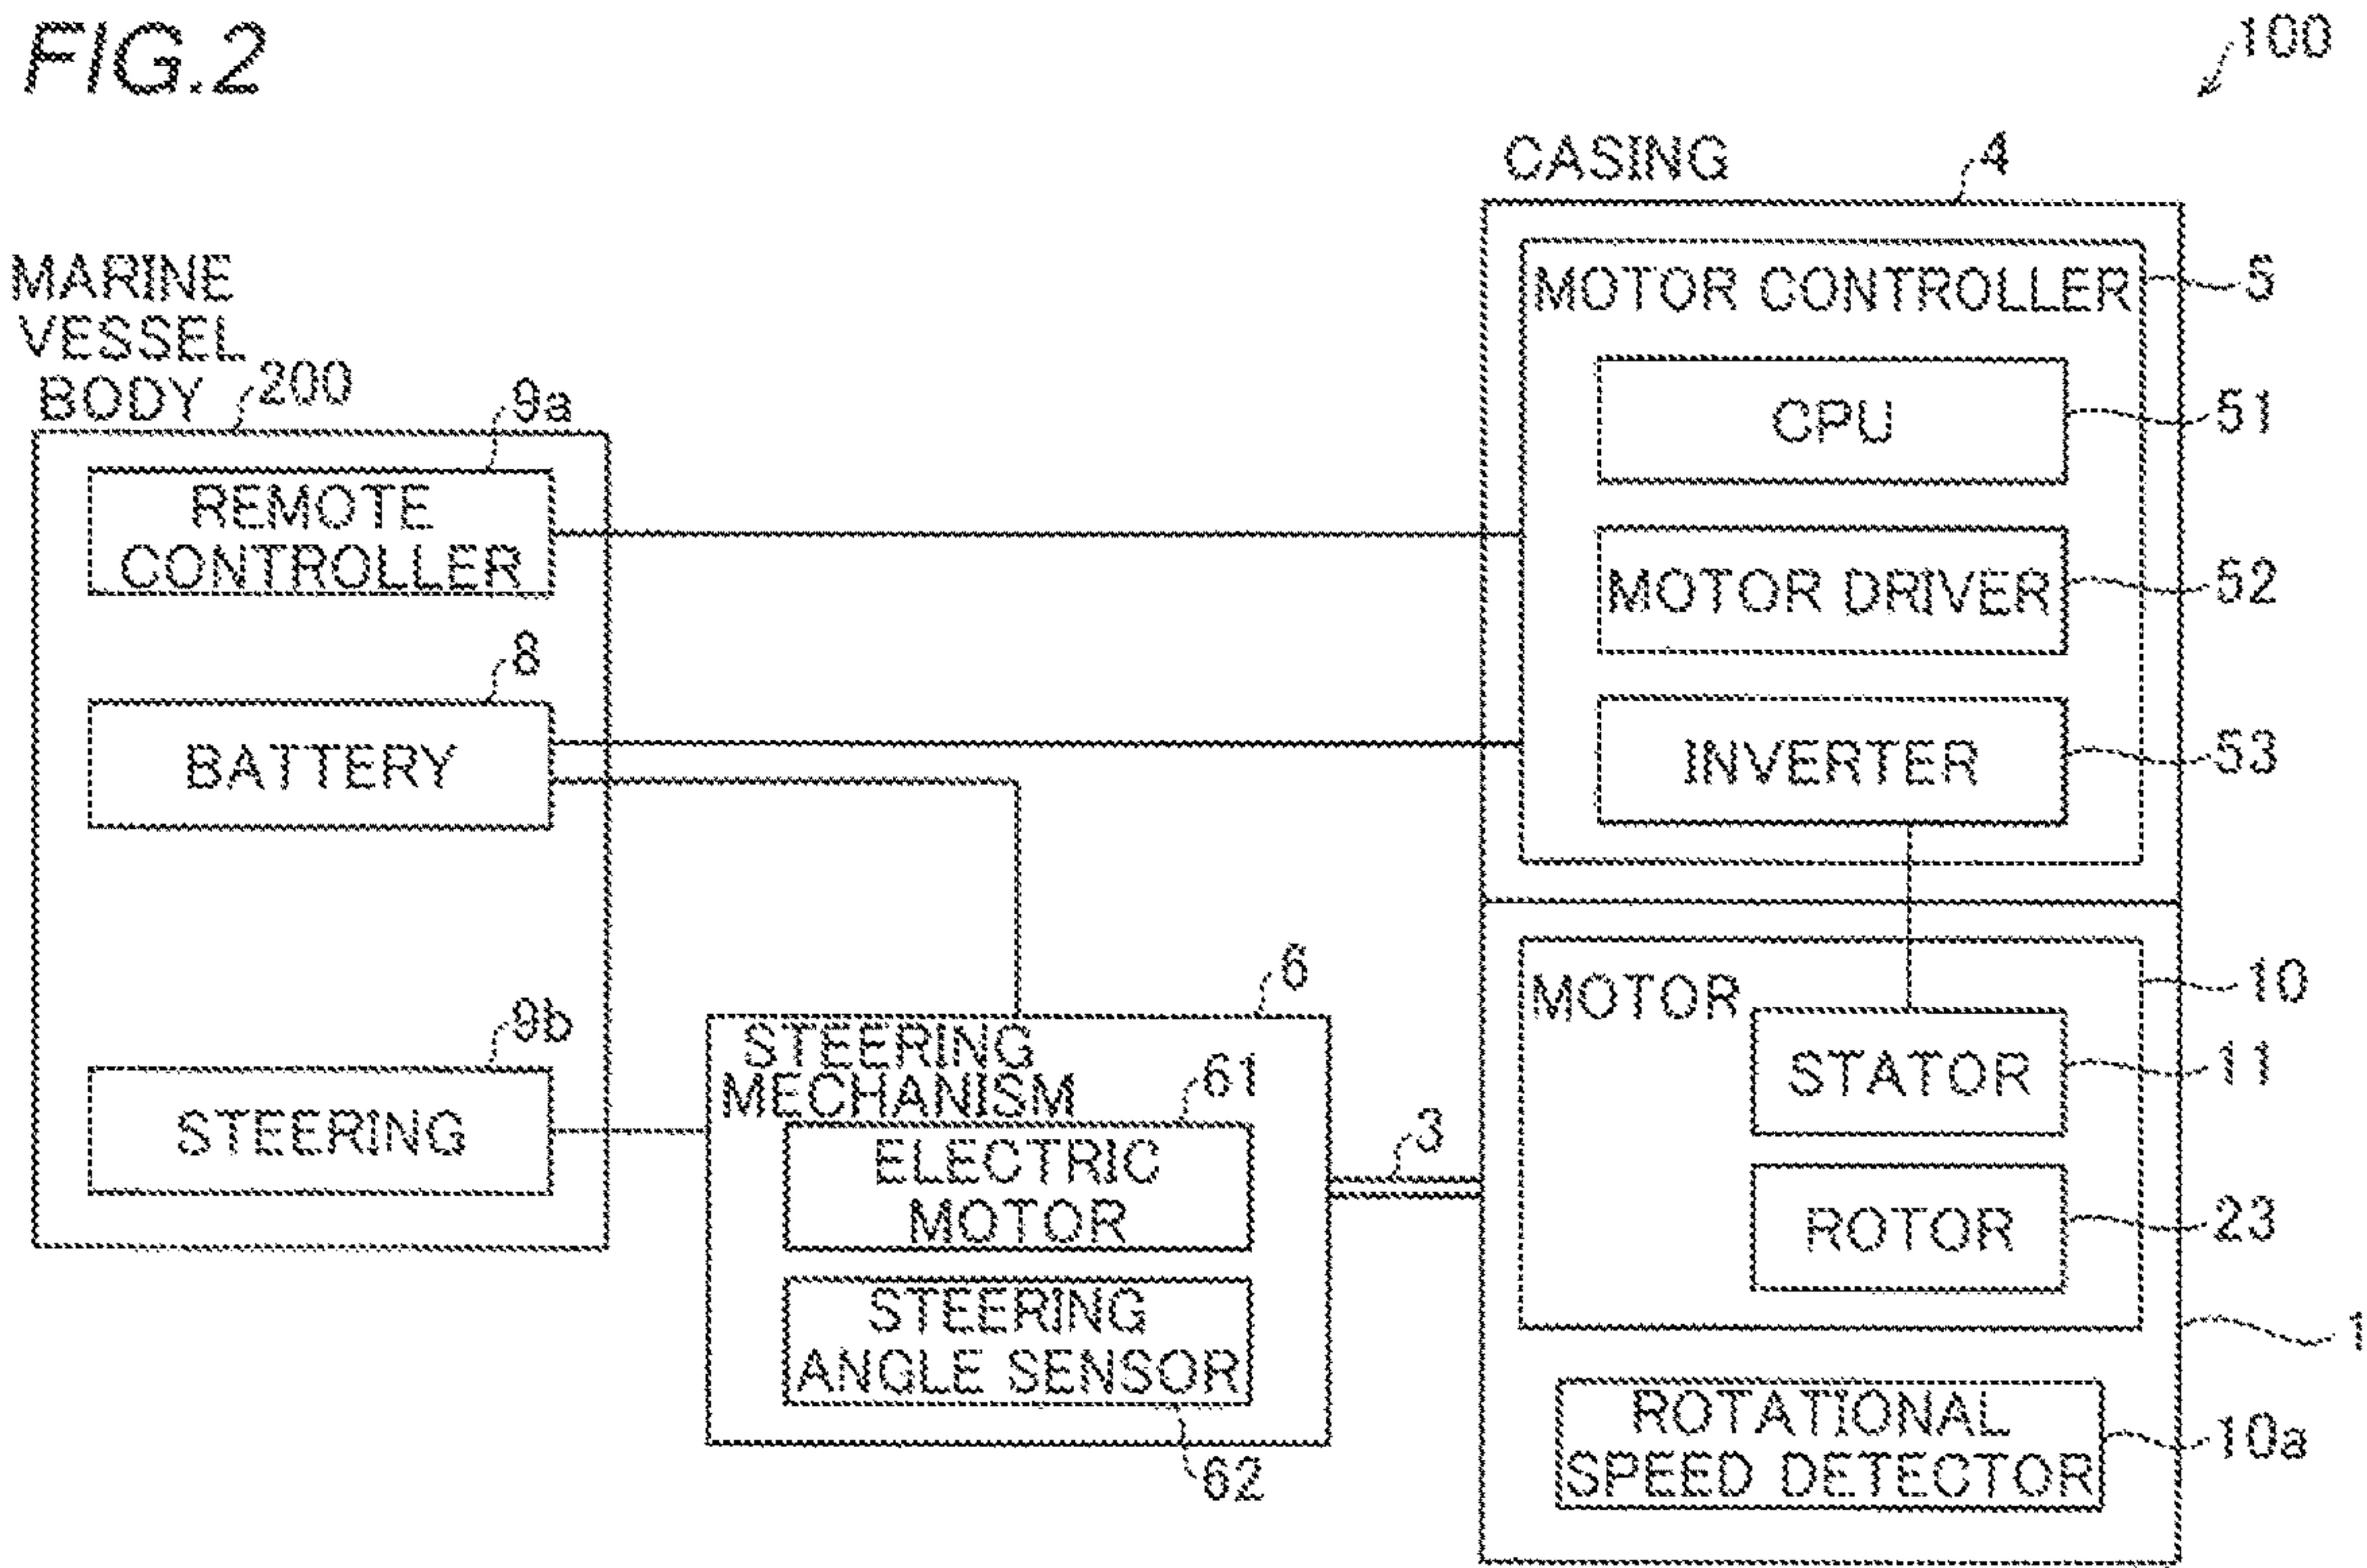 FIG.2
100
CASING
4
MOTOR CONTROLLER
5
CPU
51
MOTOR DRIVER
52
INVERTER
53
MARINE
VESSEL
BODY
200
9a
REMOTE
CONTROLLER
8
BATTERY
9b
STEERING
6
STEERING
MECHANISM
61
ELECTRIC
MOTOR
STEERING
ANGLE SENSOR
62
3
MOTOR
10
STATOR
11
ROTOR
23
1
ROTATIONAL
SPEED DETECTOR
10a